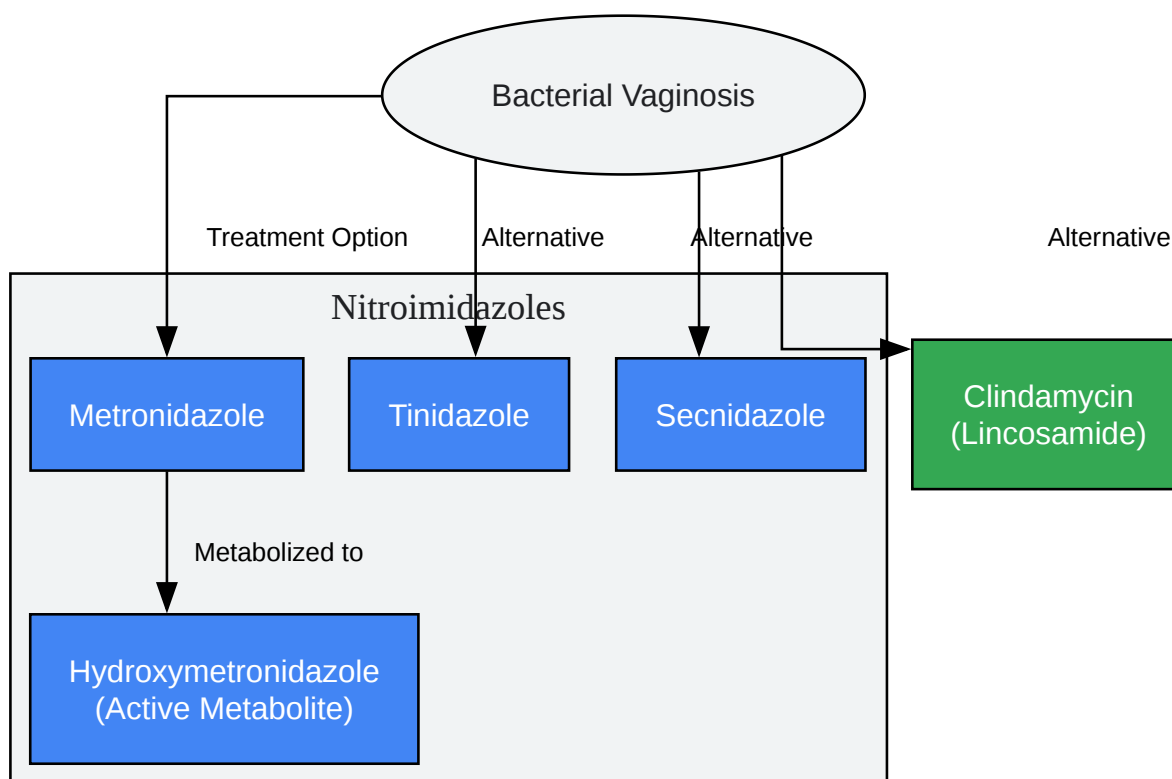 Bacterial Vaginosis
Treatment Option
Alternative
Alternative
Alternative
Nitroimidazoles
Metronidazole
Tinidazole
Secnidazole
Clindamycin
(Lincosamide)
Metabolized to
Hydroxymetronidazole
(Active Metabolite)